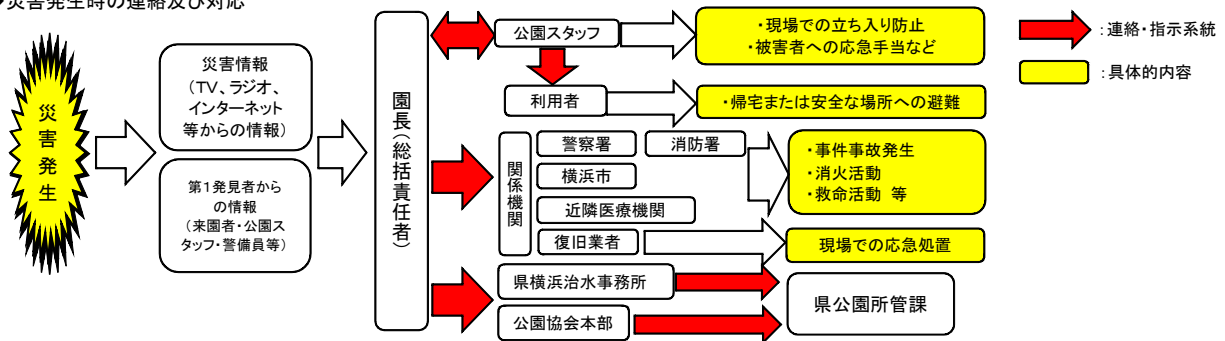 災害発生時の連絡及び対応
災害発生
災害情報
(TV、ラジオ、
インターネット
等からの情報)
第1発見者から
の情報
(来園者・公園ス
タッフ・警備員等)
園長(総括責任者)
公園スタッフ
・現場での立ち入り防止
・被害者への応急手当など
利用者
・帰宅または安全な場所への避難
関係機関
警察署
消防署
横浜市
近隣医療機関
復旧業者
・事件事故発生
・消火活動
・救命活動 等
現場での応急処置
県横浜治水事務所
公園協会本部
県公園所管課
:連絡・指示系統
:具体的内容